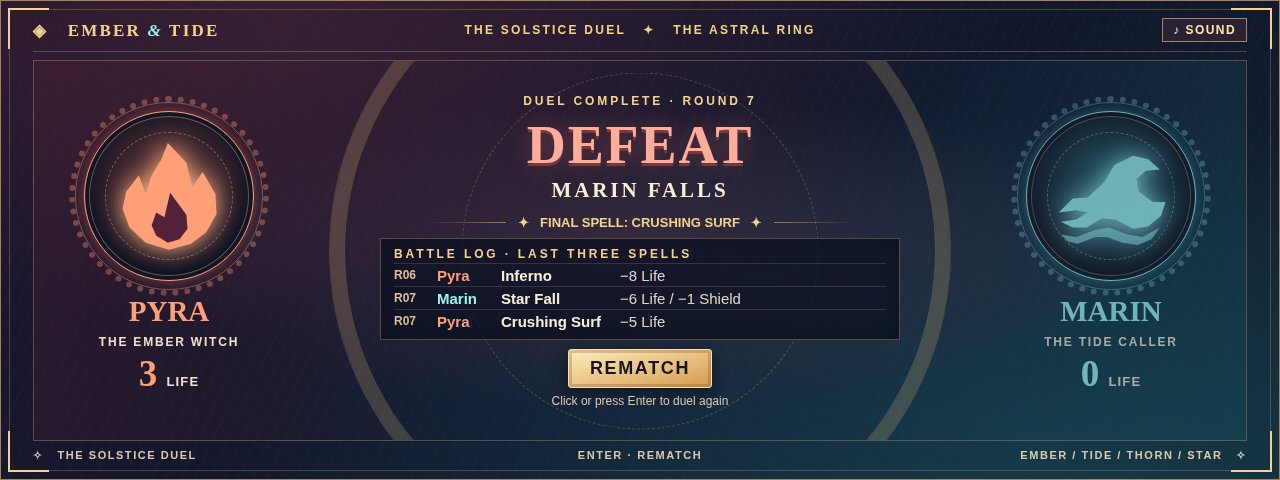 ◈ EMBER & TIDE
THE SOLSTICE DUEL ✦ THE ASTRAL RING
♪ SOUND
DUEL COMPLETE · ROUND 7
DEFEAT
MARIN FALLS
✦ FINAL SPELL: CRUSHING SURF ✦
BATTLE LOG · LAST THREE SPELLS
R06 Pyra Inferno −8 Life
R07 Marin Star Fall −6 Life / −1 Shield
R07 Pyra Crushing Surf −5 Life
REMATCH
Click or press Enter to duel again
PYRA
THE EMBER WITCH
3 LIFE
MARIN
THE TIDE CALLER
0 LIFE
✧ THE SOLSTICE DUEL
ENTER · REMATCH
EMBER / TIDE / THORN / STAR ✧